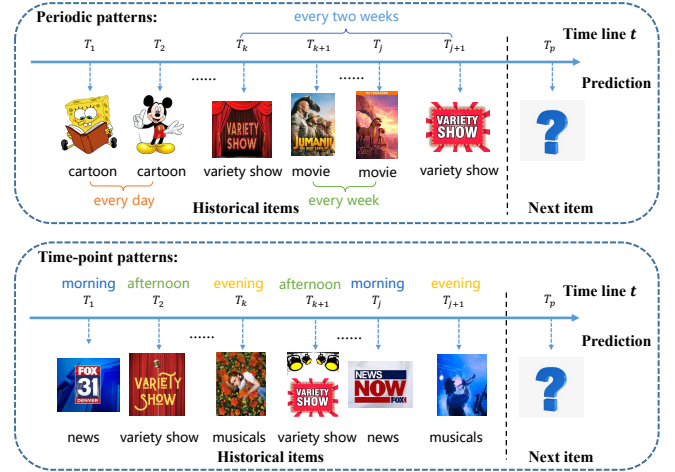 Periodic patterns:
every two weeks
T1 T2 Tk Tk+1 Tj Tj+1 Tp
Time line t
...... ......
Prediction
VARIETY SHOW
JUMANJI
VARIETY SHOW
?
cartoon cartoon variety show movie movie variety show
every day every week
Historical items Next item
Time-point patterns:
morning afternoon evening afternoon morning evening
T1 T2 Tk Tk+1 Tj Tj+1 Tp
Time line t
...... ......
Prediction
FOX 31 DENVER
VARIETY SHOW
VARIETY SHOW
NEWS NOW FOX
?
news variety show musicals variety show news musicals
Historical items Next item